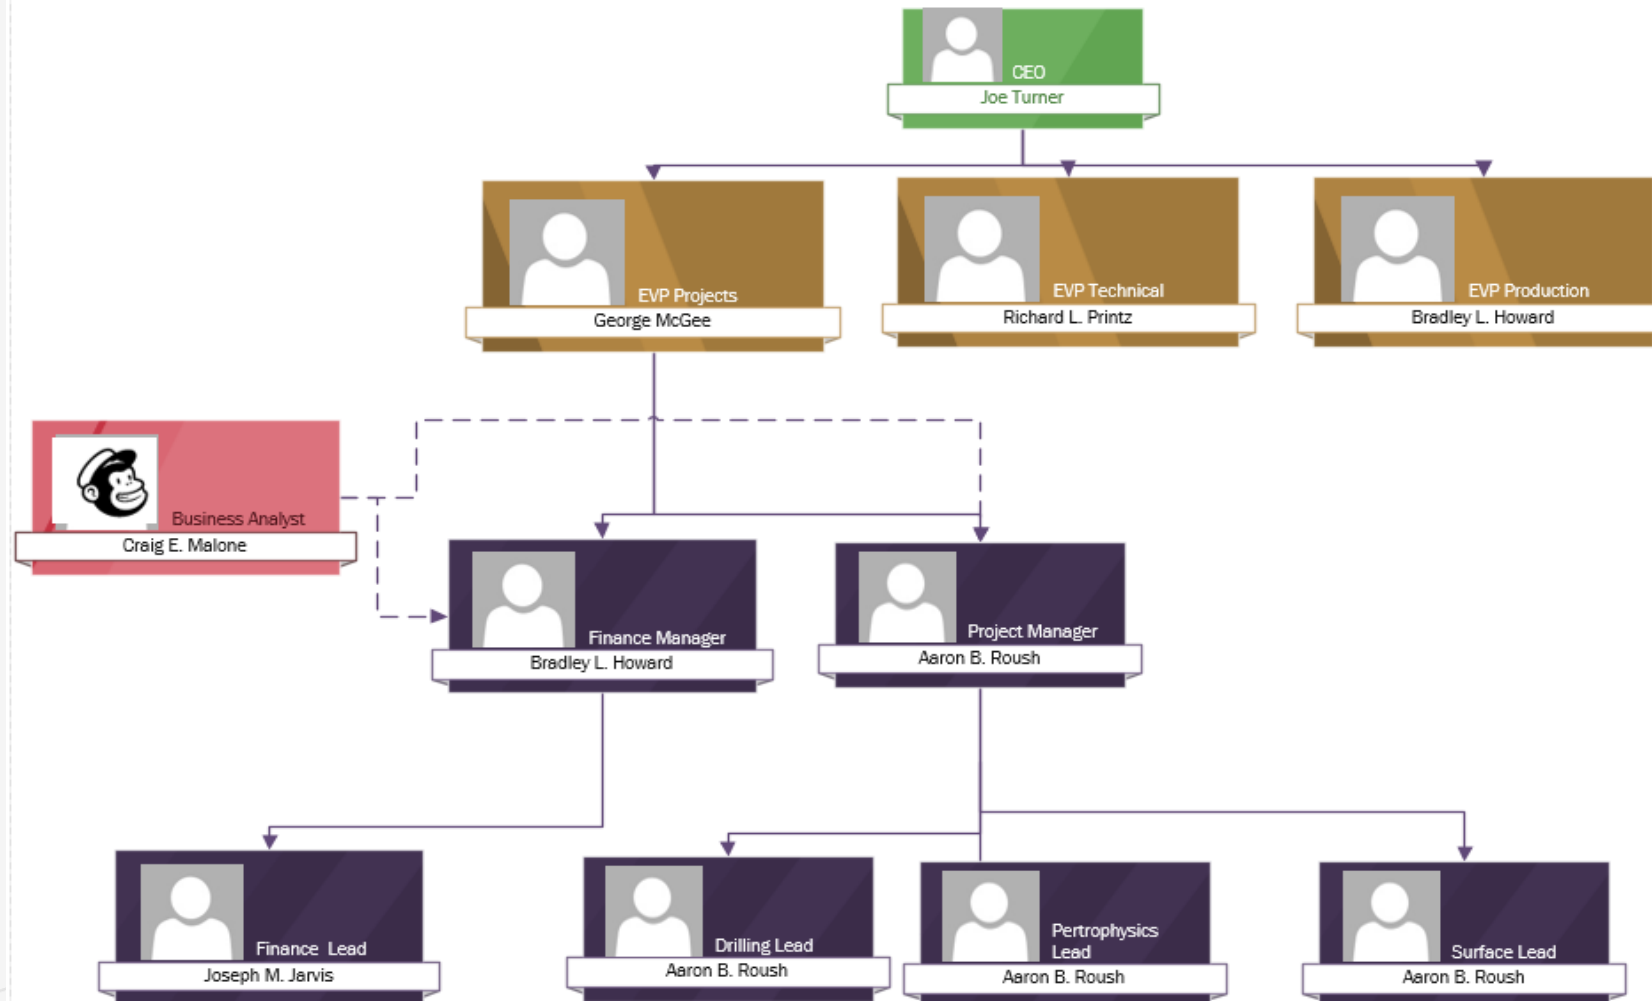 CEO
Joe Turner
EVP Projects
George McGee
EVP Technical
Richard L. Printz
EVP Production
Bradley L. Howard
Business Analyst
Craig E. Malone
Finance Manager
Bradley L. Howard
Project Manager
Aaron B. Roush
Finance Lead
Joseph M. Jarvis
Drilling Lead
Aaron B. Roush
Pertrophysics
Lead
Aaron B. Roush
Surface Lead
Aaron B. Roush